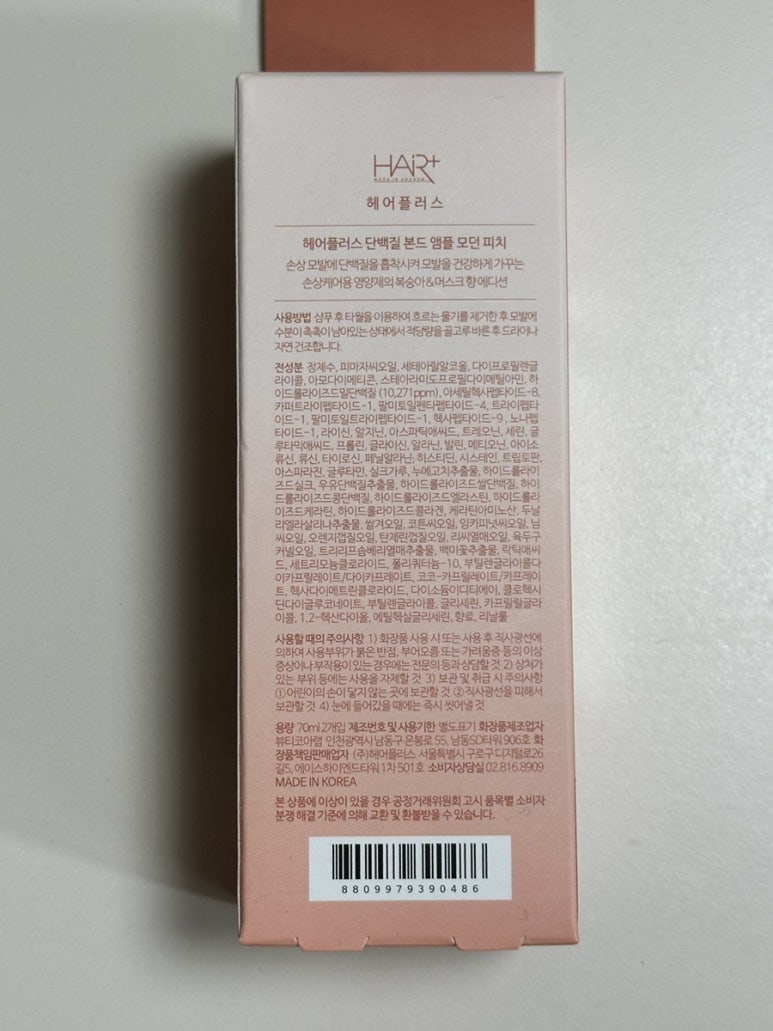 HAiR+
MADE IN KOREA
헤어플러스
헤어플러스 단백질 본드 앰플 모던 피치
손상 모발에 단백질을 흡착시켜 모발을 건강하게 가꾸는
손상케어용 영양제의 복숭아&머스크 향 에디션
사용방법 샴푸 후 타월을 이용하여 흐르는 물기를 제거한 후 모발에
수분이 촉촉이 남아있는 상태에서 적당량을 골고루 바른 후 드라이나
자연 건조합니다.
전성분 정제수, 피마자씨오일, 세테아릴알코올, 다이프로필렌글
라이콜, 아모다이메티콘, 스테아라미도프로필다이메틸아민, 하
이드롤라이즈드밀단백질 (10,271ppm), 아세틸헥사펩타이드-8,
카퍼트라이펩타이드-1, 팔미토일펜타펩타이드-4, 트라이펩타
이드-1, 팔미토일트라이펩타이드-1, 헥사펩타이드-9, 노나펩
타이드-1, 라이신, 알지닌, 아스파틱애씨드, 트레오닌, 세린, 글
루타믹애씨드, 프롤린, 글라이신, 알라닌, 발린, 메티오닌, 아이소
류신, 류신, 타이로신, 페닐알라닌, 히스티딘, 시스테인, 트립토판,
아스파라진, 글루타민, 실크가루, 누에고치추출물, 하이드롤라이
즈드실크, 우유단백질추출물, 하이드롤라이즈드쌀단백질, 하이
드롤라이즈드콩단백질, 하이드롤라이즈드엘라스틴, 하이드롤라
이즈드케라틴, 하이드롤라이즈드콜라겐, 케라틴아미노산, 두날
리엘라살리나추출물, 쌀겨오일, 코튼씨오일, 잉카피넛씨오일, 님
씨오일, 오렌지껍질오일, 탄제린껍질오일, 리씨열매오일, 육두구
커넬오일, 트리리프숍베리열매추출물, 백미꽃추출물, 락틱애씨
드, 세트리모늄클로라이드, 폴리쿼터늄-10, 부틸렌글라이콜다
이카프릴레이트/다이카프레이트, 코코-카프릴레이트/카프레이
트, 헥사다이메트린클로라이드, 다이소듐이디티에이, 클로헥시
딘다이글루코네이트, 부틸렌글라이콜, 글리세린, 카프릴릴글라
이콜, 1,2-헥산다이올, 에틸헥실글리세린, 향료, 리날룰
사용할 때의 주의사항 1) 화장품 사용 시 또는 사용 후 직사광선에
의하여 사용부위가 붉은 반점, 부어오름 또는 가려움증 등의 이상
증상이나 부작용이 있는 경우에는 전문의 등과 상담할 것 2) 상처가
있는 부위 등에는 사용을 자제할 것 3) 보관 및 취급 시 주의사항
① 어린이의 손이 닿지 않는 곳에 보관할 것 ② 직사광선을 피해서
보관할 것 4) 눈에 들어갔을 때에는 즉시 씻어낼 것
용량 70ml 2개입 제조번호 및 사용기한 별도표기 화장품제조업자
뷰티코아랩 인천광역시 남동구 은봉로 55, 남동SD타워 906호 화
장품책임판매업자 (주)헤어플러스 서울특별시 구로구 디지털로26
길5, 에이스하이엔드타워 1차 501호 소비자상담실 02.816.8909
MADE IN KOREA
본 상품에 이상이 있을 경우 공정거래위원회 고시 품목별 소비자
분쟁 해결 기준에 의해 교환 및 환불받을 수 있습니다.
8809979390486